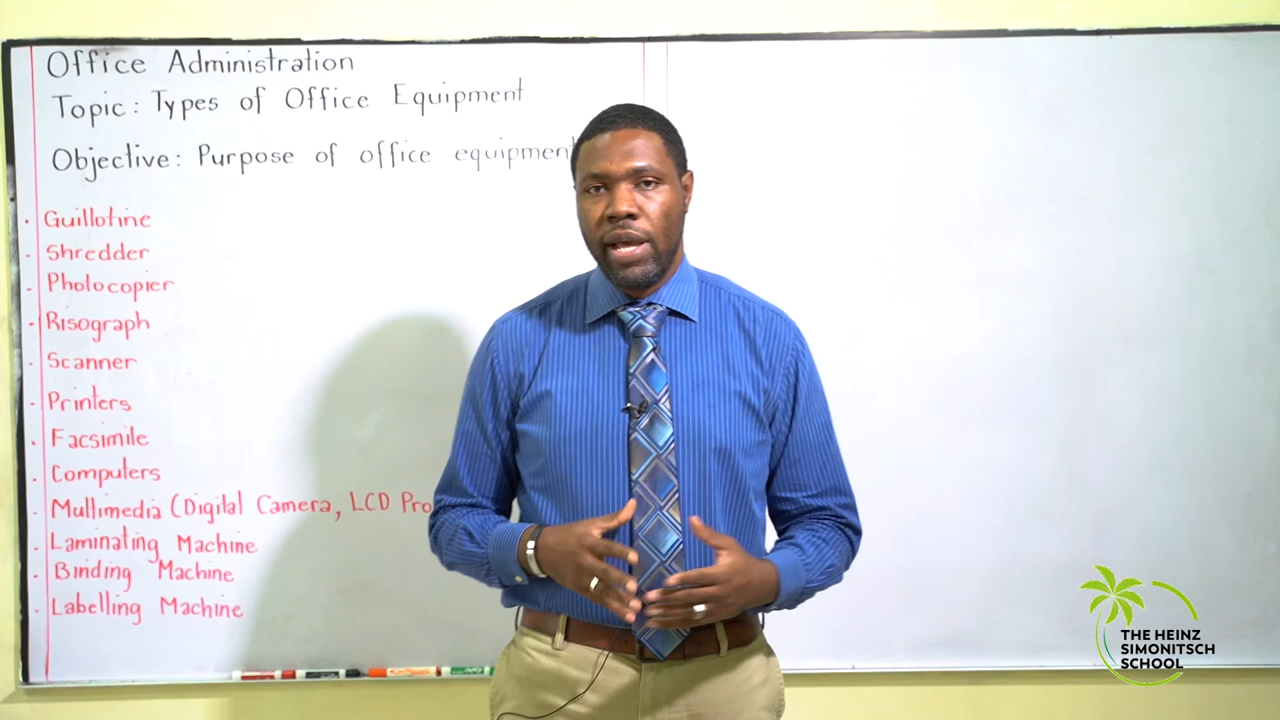 Office Administration
Topic: Types of Office Equipment
Objective: Purpose of office equipment
· Guillotine
· Shredder
· Photocopier
· Risograph
· Scanner
· Printers
· Facsimile
· Computers
· Multimedia (Digital Camera, LCD Pro
· Laminating Machine
· Binding Machine
· Labelling Machine
THE HEINZ
SIMONITSCH
SCHOOL